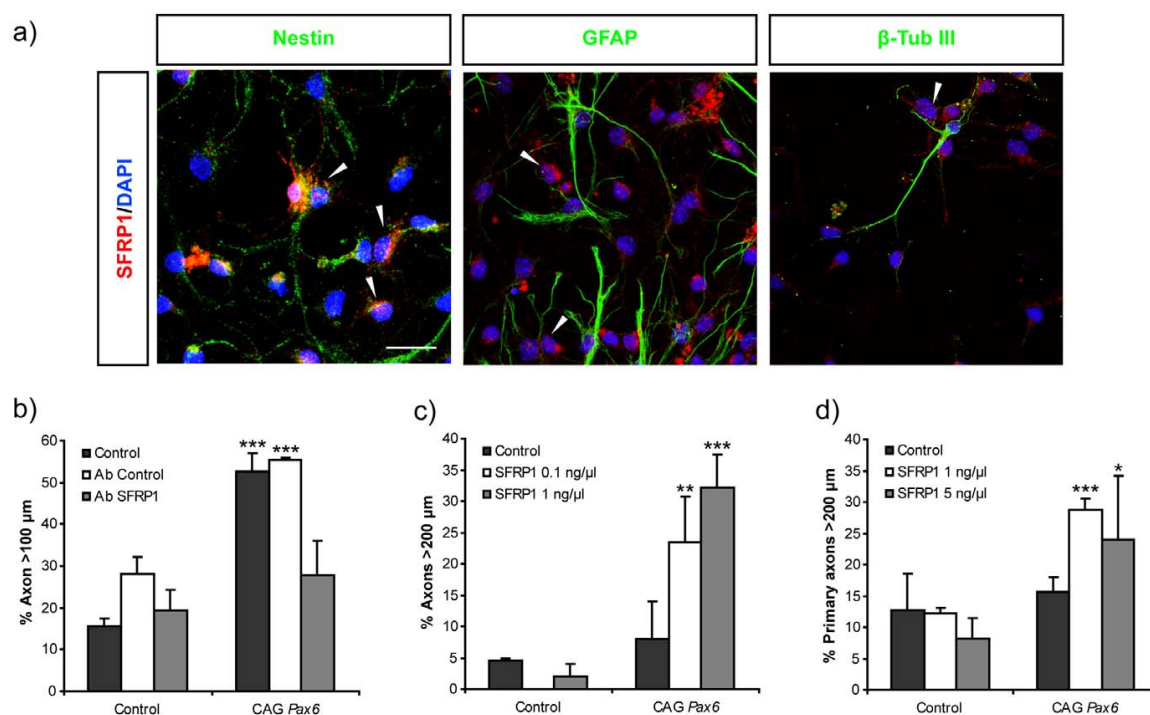 a)
Nestin
GFAP
β-Tub III
SFRP1/DAPI
b)
% Axon >100 µm
60
50
40
30
20
10
0
Control
Ab Control
Ab SFRP1
*** ***
Control
CAG Pax6
c)
% Axons >200 µm
40
35
30
25
20
15
10
5
0
Control
SFRP1 0.1 ng/µl
SFRP1 1 ng/µl
**
***
Control
CAG Pax6
d)
% Primary axons >200 µm
40
35
30
25
20
15
10
5
0
Control
SFRP1 1 ng/µl
SFRP1 5 ng/µl
***
*
Control
CAG Pax6